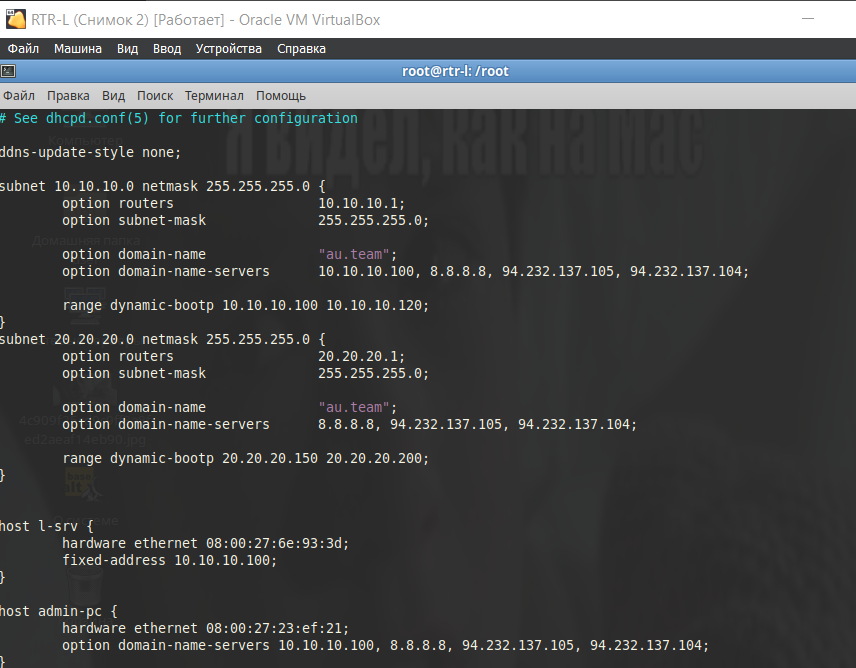 RTR-L (Снимок 2) [Работает] - Oracle VM VirtualBox
Файл Машина Вид Ввод Устройства Справка
root@rtr-l: /root
Файл Правка Вид Поиск Терминал Помощь
# See dhcpd.conf(5) for further configuration
ddns-update-style none;
subnet 10.10.10.0 netmask 255.255.255.0 {
option routers 10.10.10.1;
option subnet-mask 255.255.255.0;
option domain-name "au.team";
option domain-name-servers 10.10.10.100, 8.8.8.8, 94.232.137.105, 94.232.137.104;
range dynamic-bootp 10.10.10.100 10.10.10.120;
}
subnet 20.20.20.0 netmask 255.255.255.0 {
option routers 20.20.20.1;
option subnet-mask 255.255.255.0;
option domain-name "au.team";
option domain-name-servers 8.8.8.8, 94.232.137.105, 94.232.137.104;
range dynamic-bootp 20.20.20.150 20.20.20.200;
}
host l-srv {
hardware ethernet 08:00:27:6e:93:3d;
fixed-address 10.10.10.100;
}
host admin-pc {
hardware ethernet 08:00:27:23:ef:21;
option domain-name-servers 10.10.10.100, 8.8.8.8, 94.232.137.105, 94.232.137.104;
}
Я ВИДЕЛ, КАК НА МАС
Компьютер
Домашняя папка